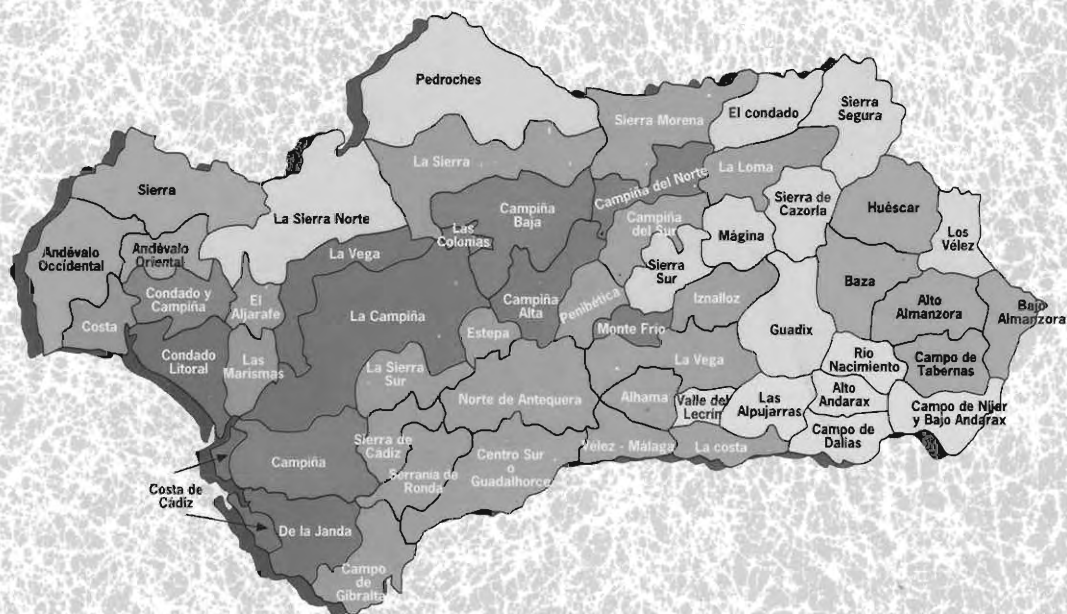 Pedroches
Sierra Morena
El condado
Sierra
Segura
La Sierra
La Loma
Sierra
La Sierra Norte
Campiña del Norte
Sierra de
Cazorla
Huéscar
Campiña
Baja
Las
Colonias
Campiña
del Sur
Mágina
Los
Vélez
Andévalo
Occidental
Andévalo
Oriental
La Vega
Sierra
Sur
Condado y
Campiña
El
Aljarafe
Baza
Iznalloz
Penibética
Campiña
Alta
Alto
Almanzora
Bajo
Almanzora
Costa
La Campiña
Estepa
Monte Frío
Guadix
Condado
Litoral
Las
Marismas
La Sierra
Sur
La Vega
Río
Nacimiento
Campo de
Tabernas
Norte de Antequera
Alhama
Valle del
Lecrín
Las
Alpujarras
Alto
Andarax
Campo de Níjar
y Bajo Andarax
Sierra de
Cádiz
Vélez - Málaga
La costa
Campo de
Dalías
Campiña
Serranía de
Ronda
Centro Sur
o
Guadalhorce
Costa de
Cádiz
De la Janda
Campo
de
Gibraltar